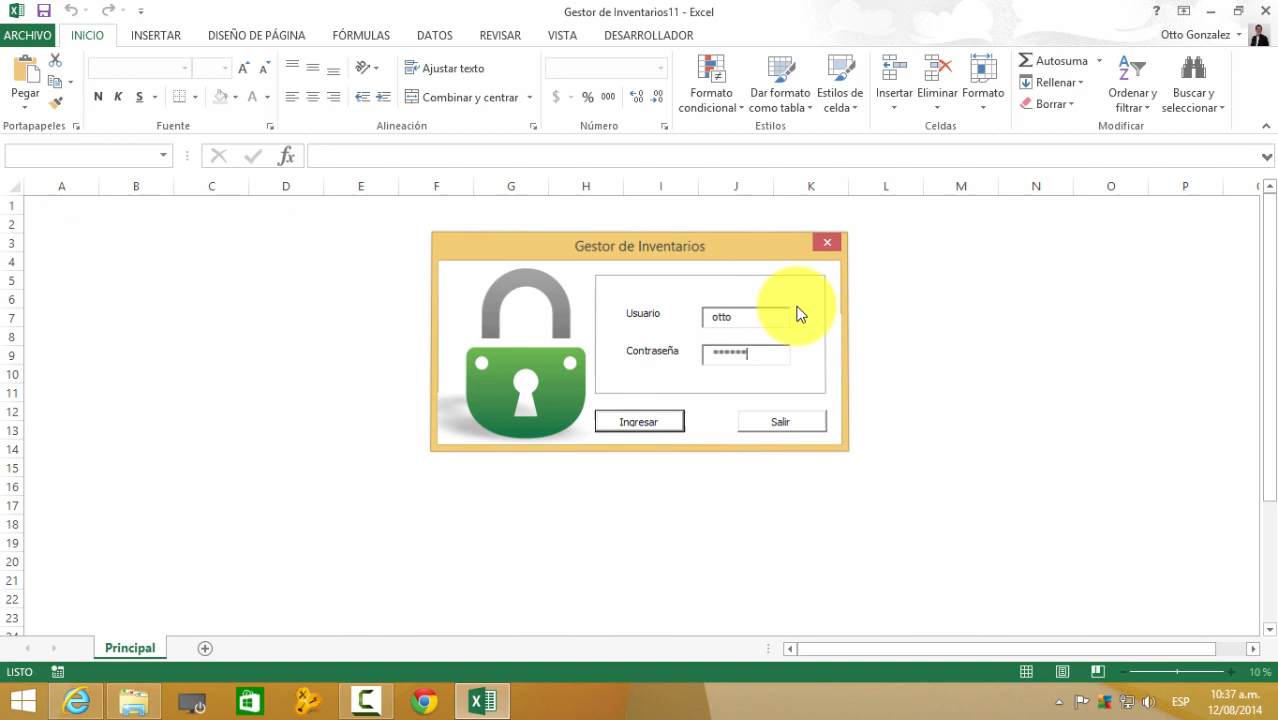 Gestor de Inventarios11 - Excel
ARCHIVO INICIO INSERTAR DISEÑO DE PÁGINA FÓRMULAS DATOS REVISAR VISTA DESARROLLADOR Otto Gonzalez
Pegar
Portapapeles
N K S
Fuente
Ajustar texto
Combinar y centrar
Alineación
$ % 000
Número
Formato condicional
Dar formato como tabla
Estilos de celda
Estilos
Insertar Eliminar Formato
Celdas
Autosuma
Rellenar
Borrar
Ordenar y filtrar
Buscar y seleccionar
Modificar
fx
A B C D E F G H I J K L M N O P
1
2
3
4
5
6
7
8
9
10
11
12
13
14
15
16
17
18
19
20
21
22
23
Gestor de Inventarios
Usuario otto
Contraseña ******
Ingresar Salir
Principal
LISTO 10 %
ESP 10:37 a.m.
12/08/2014